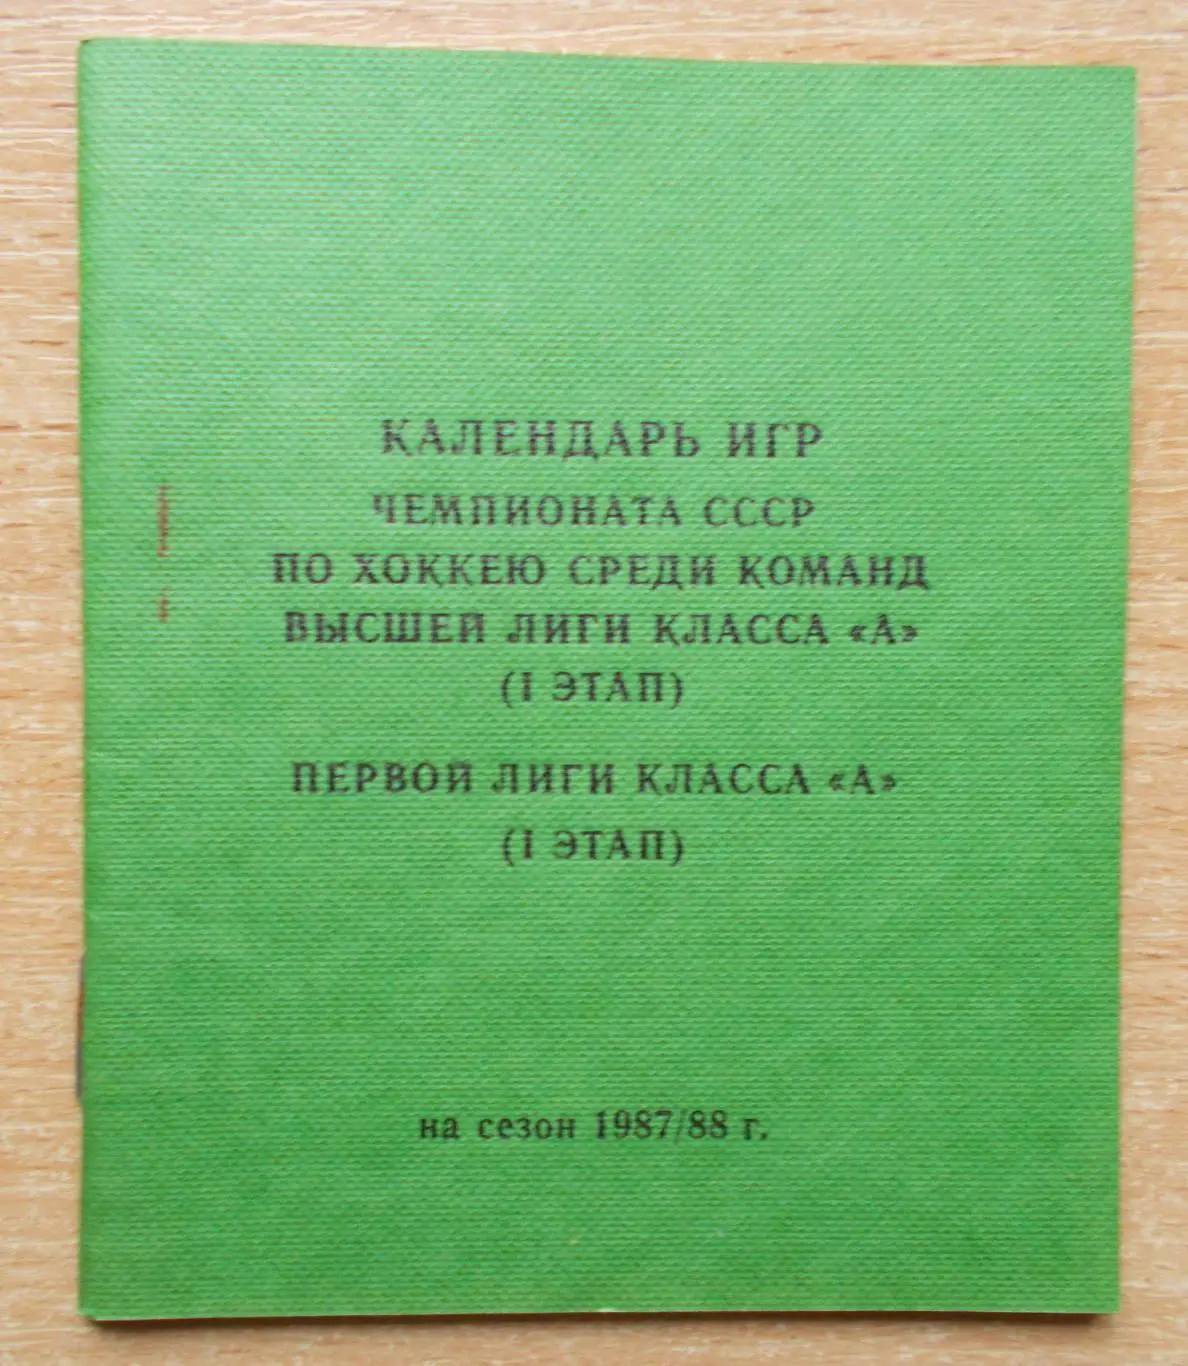 КАЛЕНДАРЬ ИГР
ЧЕМПИОНАТА СССР
ПО ХОККЕЮ СРЕДИ КОМАНД
ВЫСШЕЙ ЛИГИ КЛАССА «А»
(I ЭТАП)
ПЕРВОЙ ЛИГИ КЛАССА «А»
(I ЭТАП)
на сезон 1987/88 г.